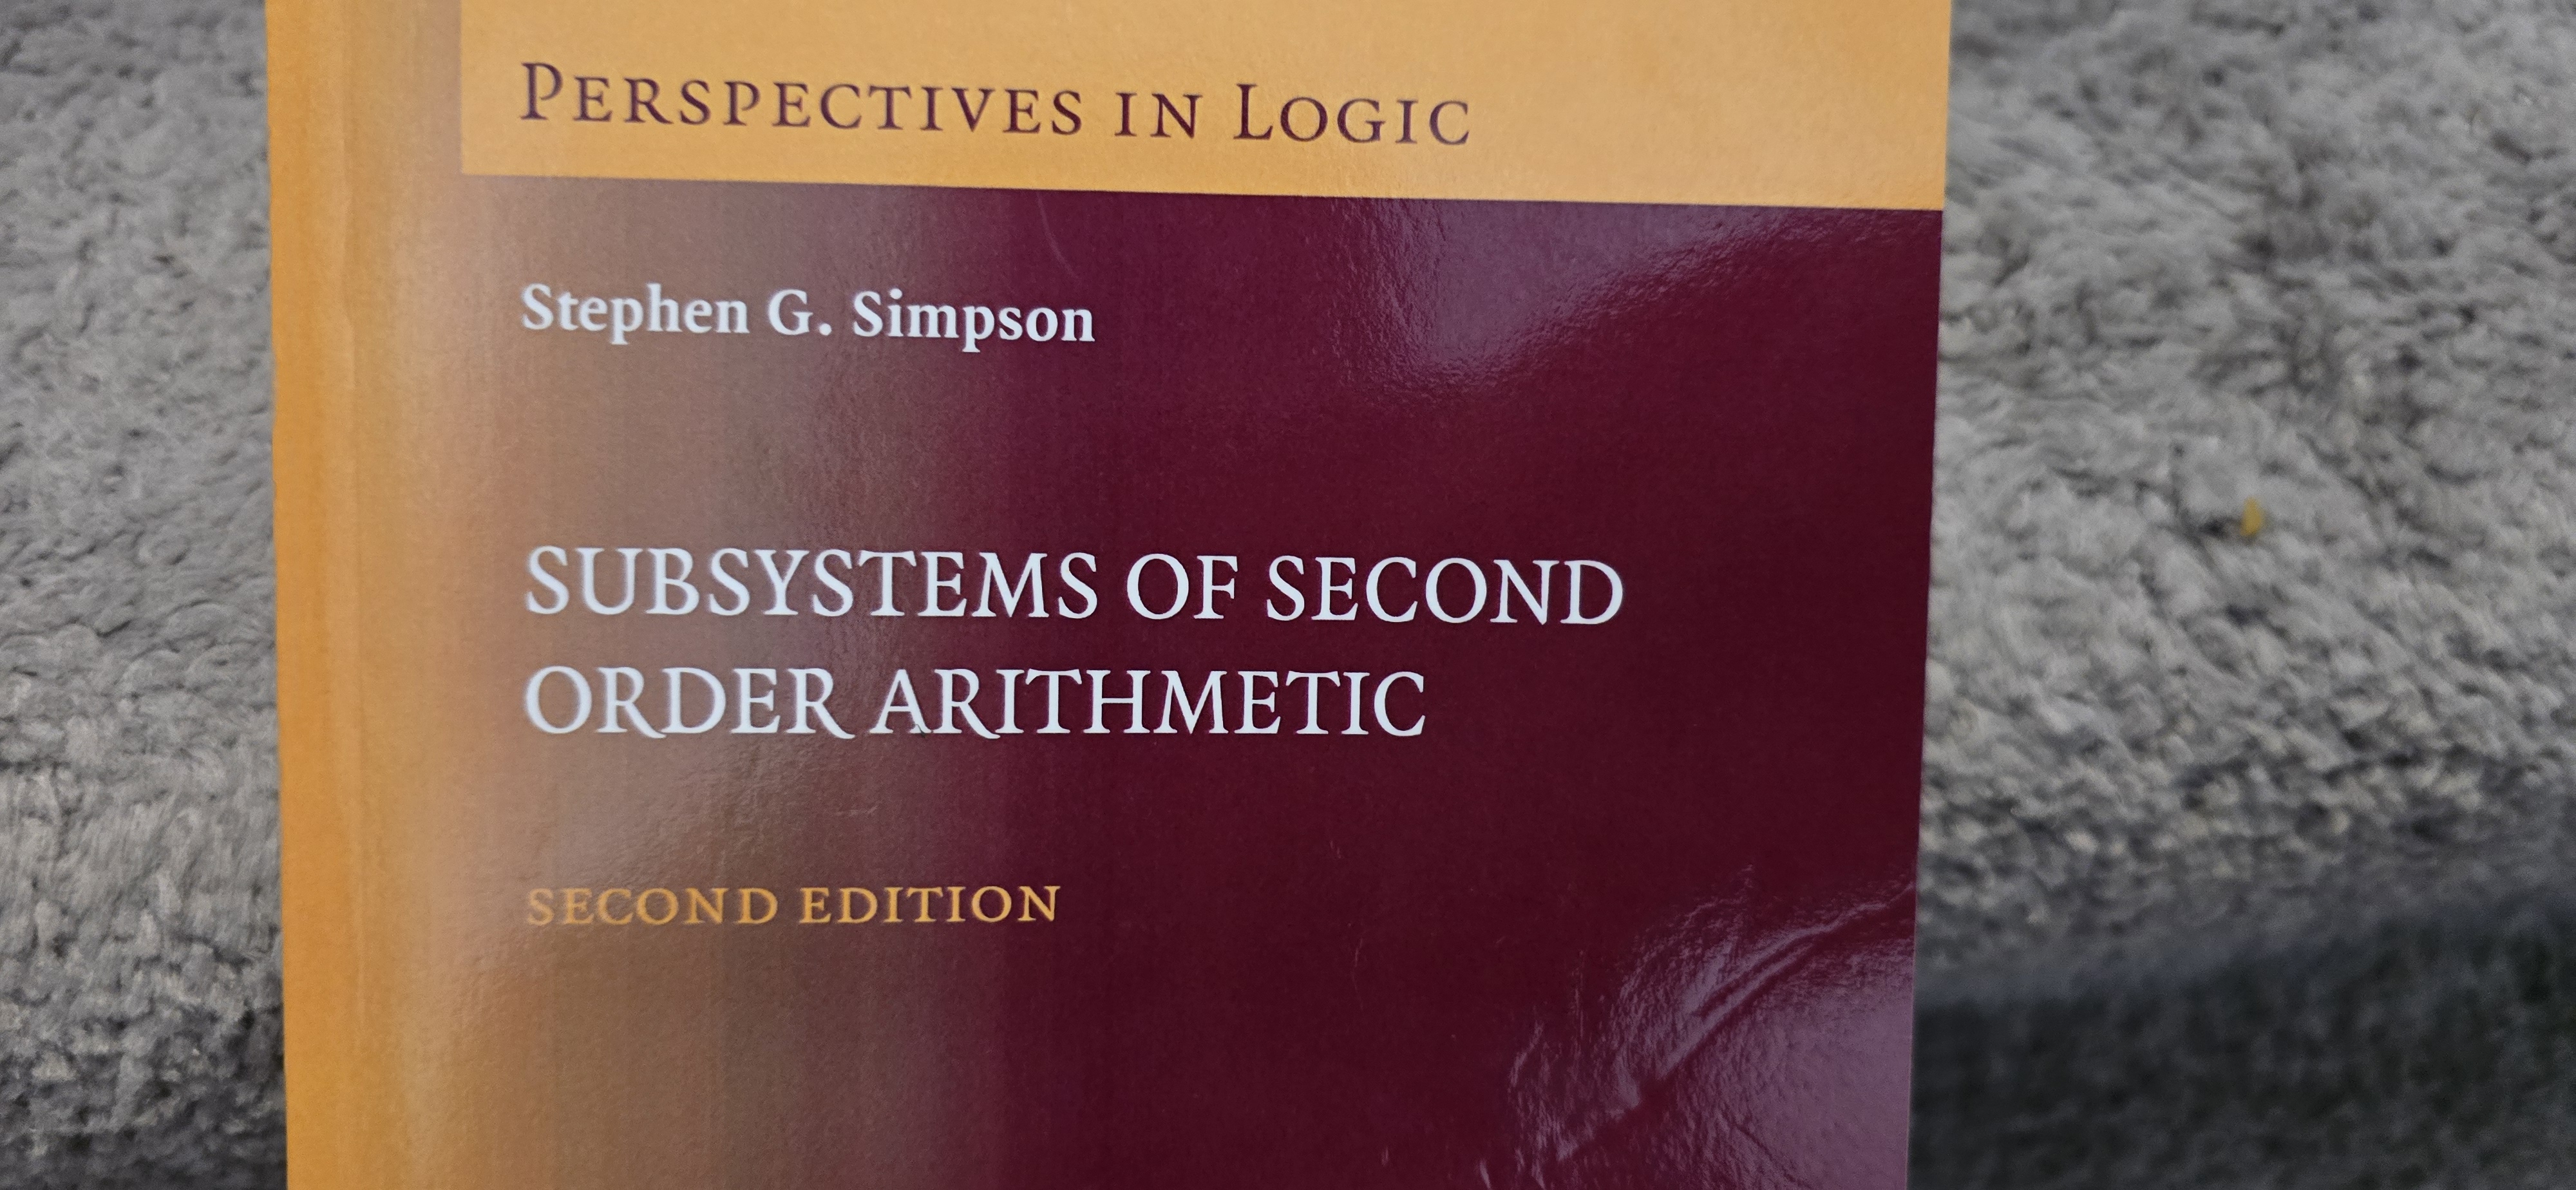 PERSPECTIVES IN LOGIC
Stephen G. Simpson
SUBSYSTEMS OF SECOND
ORDER ARITHMETIC
SECOND EDITION